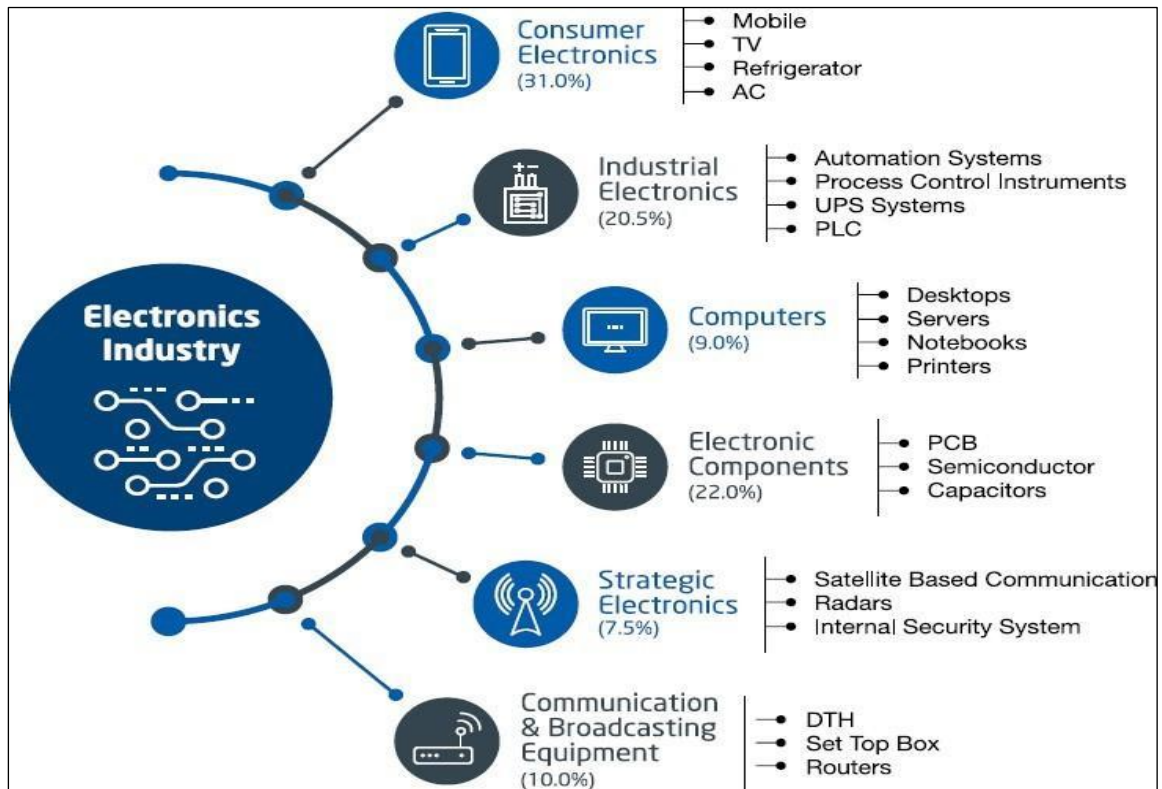 Electronics
Industry
Consumer
Electronics
(31.0%)
Mobile
TV
Refrigerator
AC
Industrial
Electronics
(20.5%)
Automation Systems
Process Control Instruments
UPS Systems
PLC
Computers
(9.0%)
Desktops
Servers
Notebooks
Printers
Electronic
Components
(22.0%)
PCB
Semiconductor
Capacitors
Strategic
Electronics
(7.5%)
Satellite Based Communication
Radars
Internal Security System
Communication
& Broadcasting
Equipment
(10.0%)
DTH
Set Top Box
Routers